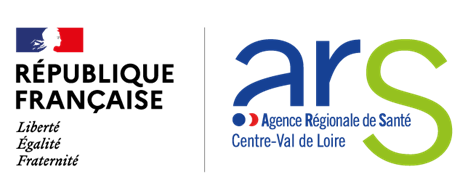 RÉPUBLIQUE
FRANÇAISE
Liberté
Égalité
Fraternité
ars
Agence Régionale de Santé
Centre-Val de Loire